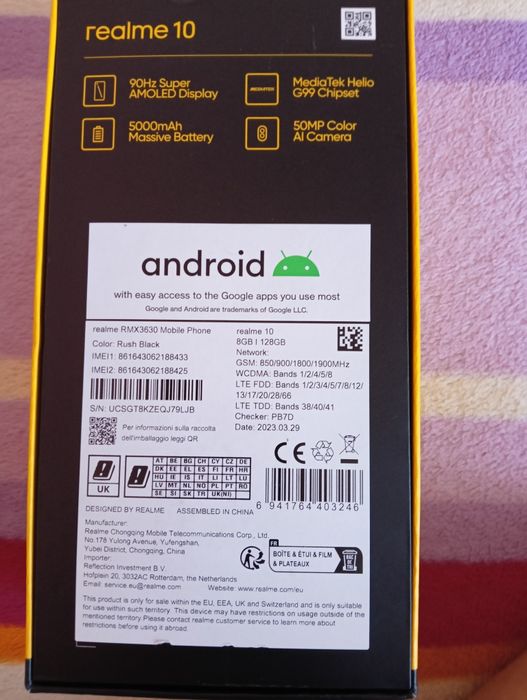 realme 10
90Hz Super
AMOLED Display
MEDIATEK
MediaTek Helio
G99 Chipset
5000mAh
Massive Battery
50MP Color
AI Camera
android
with easy access to the Google apps you use most
Google and Android are trademarks of Google LLC.
realme RMX3630 Mobile Phone
Color: Rush Black
IMEI1: 861643062188433
IMEI2: 861643062188425
S/N: UCSGT8KZEQJ79LJB
Per informazioni sulla raccolta
dell'imballaggio leggi QR
realme 10
8GB | 128GB
Network:
GSM: 850/900/1800/1900MHz
WCDMA: Bands 1/2/4/5/8
LTE FDD: Bands 1/2/3/4/5/7/8/12/
13/17/20/28/66
LTE TDD: Bands 38/40/41
Checker: PB7D
Date: 2023.03.29
CE
UK
AT BE BG CH CY CZ DE
DK EE EL ES FI FR HR
HU IE IS IT LI LT LU
LV MT NL NO PL PT RO
SE SI SK TR UK(NI)
6 941764 403246
DESIGNED BY REALME ASSEMBLED IN CHINA
Manufacturer:
Realme Chongqing Mobile Telecommunications Corp., Ltd
No.178 Yulong Avenue, Yufengshan,
Yubei District, Chongqing, China
Importer:
Reflection Investment B.V.
Hofplein 20, 3032AC Rotterdam, the Netherlands
Email: service.eu@realme.com Website: www.realme.com/eu
FR
BOÎTE & ÉTUI & FILM
& PLATEAUX
This product is only for sale within the EU, EEA, UK and Switzerland and is only suitable
for use within such territory. This device may have restrictions on usage outside of the
mentioned territory.Please contact realme customer service to learn more about
restrictions before using it abroad.